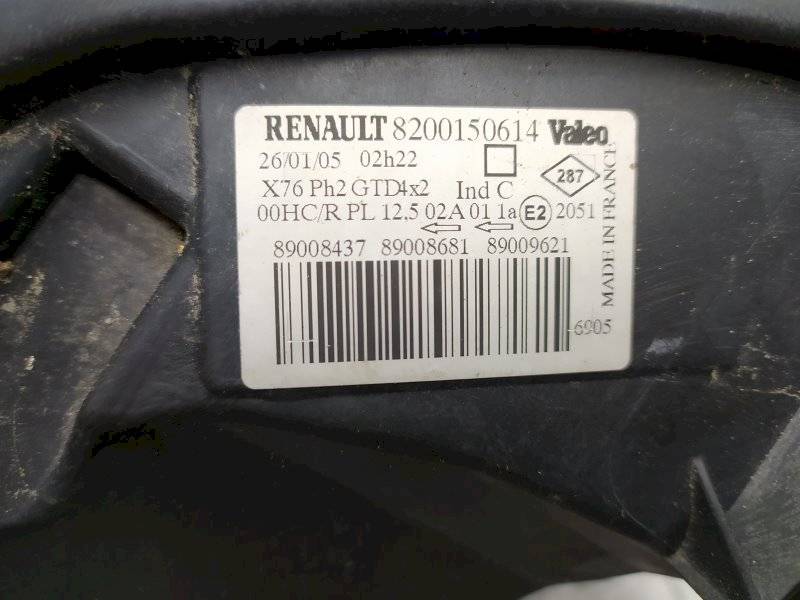 RENAULT 8200150614 Valeo
26/01/05 02h22
287
X76 Ph2 GTD4x2 Ind C
00HC/R PL 12,5 02A 01 1a E2 2051
89008437 89008681 89009621
6905
MADE IN FRANCE